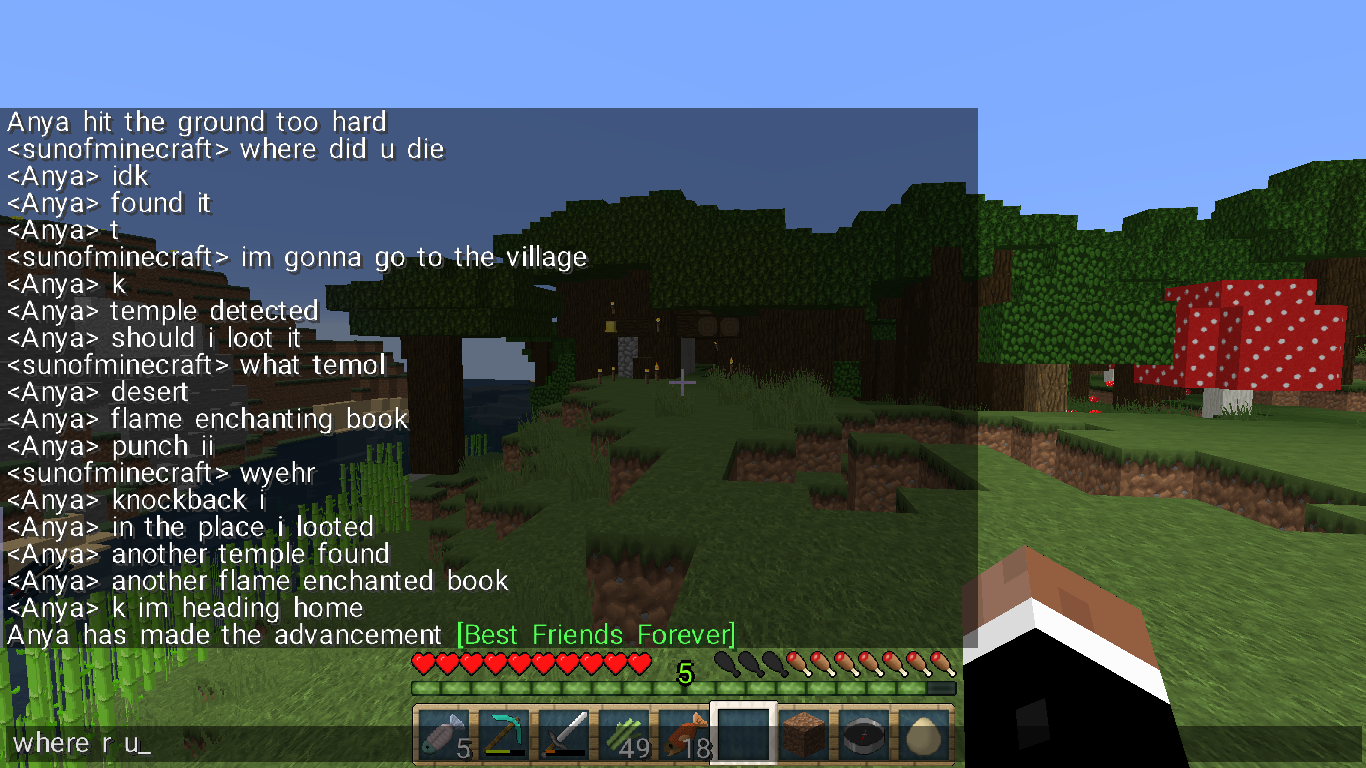 Anya hit the ground too hard
<sunofminecraft> where did u die
<Anya> idk
<Anya> found it
<Anya> t
<sunofminecraft> im gonna go to the village
<Anya> k
<Anya> temple detected
<Anya> should i loot it
<sunofminecraft> what temol
<Anya> desert
<Anya> flame enchanting book
<Anya> punch ii
<sunofminecraft> wyehr
<Anya> knockback i
<Anya> in the place i looted
<Anya> another temple found
<Anya> another flame enchanted book
<Anya> k im heading home
Anya has made the advancement [Best Friends Forever]
5
5 49 18
where r u_